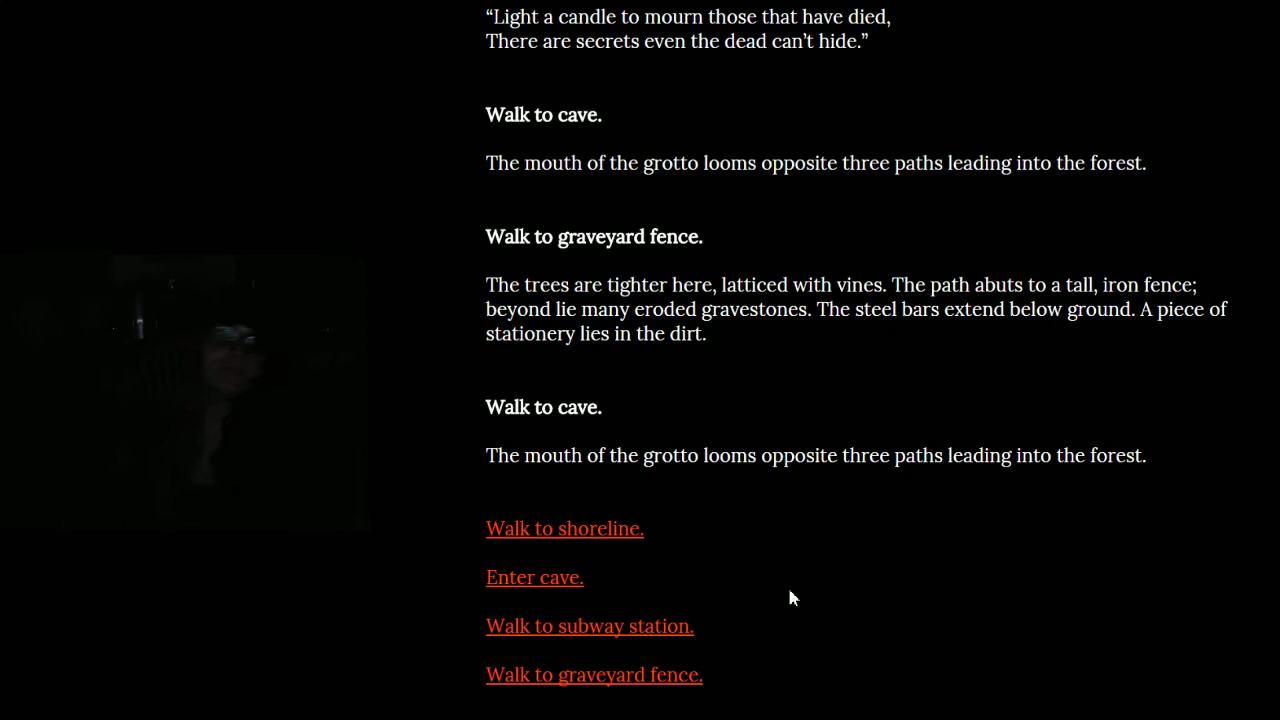 “Light a candle to mourn those that have died,
There are secrets even the dead can’t hide.”
Walk to cave.
The mouth of the grotto looms opposite three paths leading into the forest.
Walk to graveyard fence.
The trees are tighter here, latticed with vines. The path abuts to a tall, iron fence;
beyond lie many eroded gravestones. The steel bars extend below ground. A piece of
stationery lies in the dirt.
Walk to cave.
The mouth of the grotto looms opposite three paths leading into the forest.
Walk to shoreline.
Enter cave.
Walk to subway station.
Walk to graveyard fence.